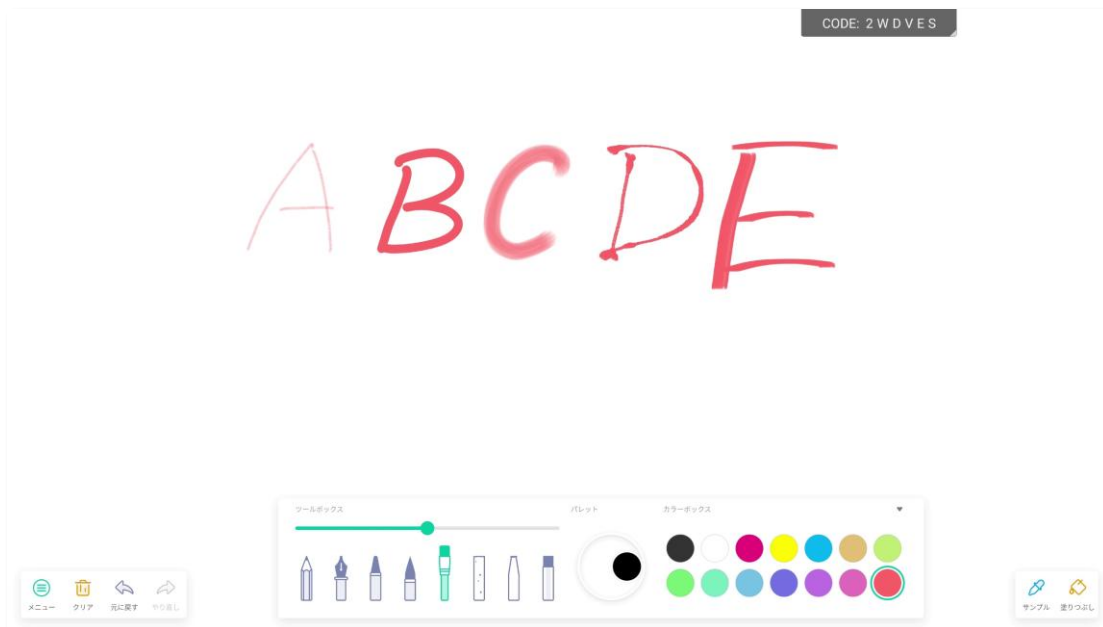 CODE: 2 W D V E S
A B C D E
ツールボックス パレット カラーボックス
メニュー クリア 元に戻す やり直し サンプル 塗りつぶし